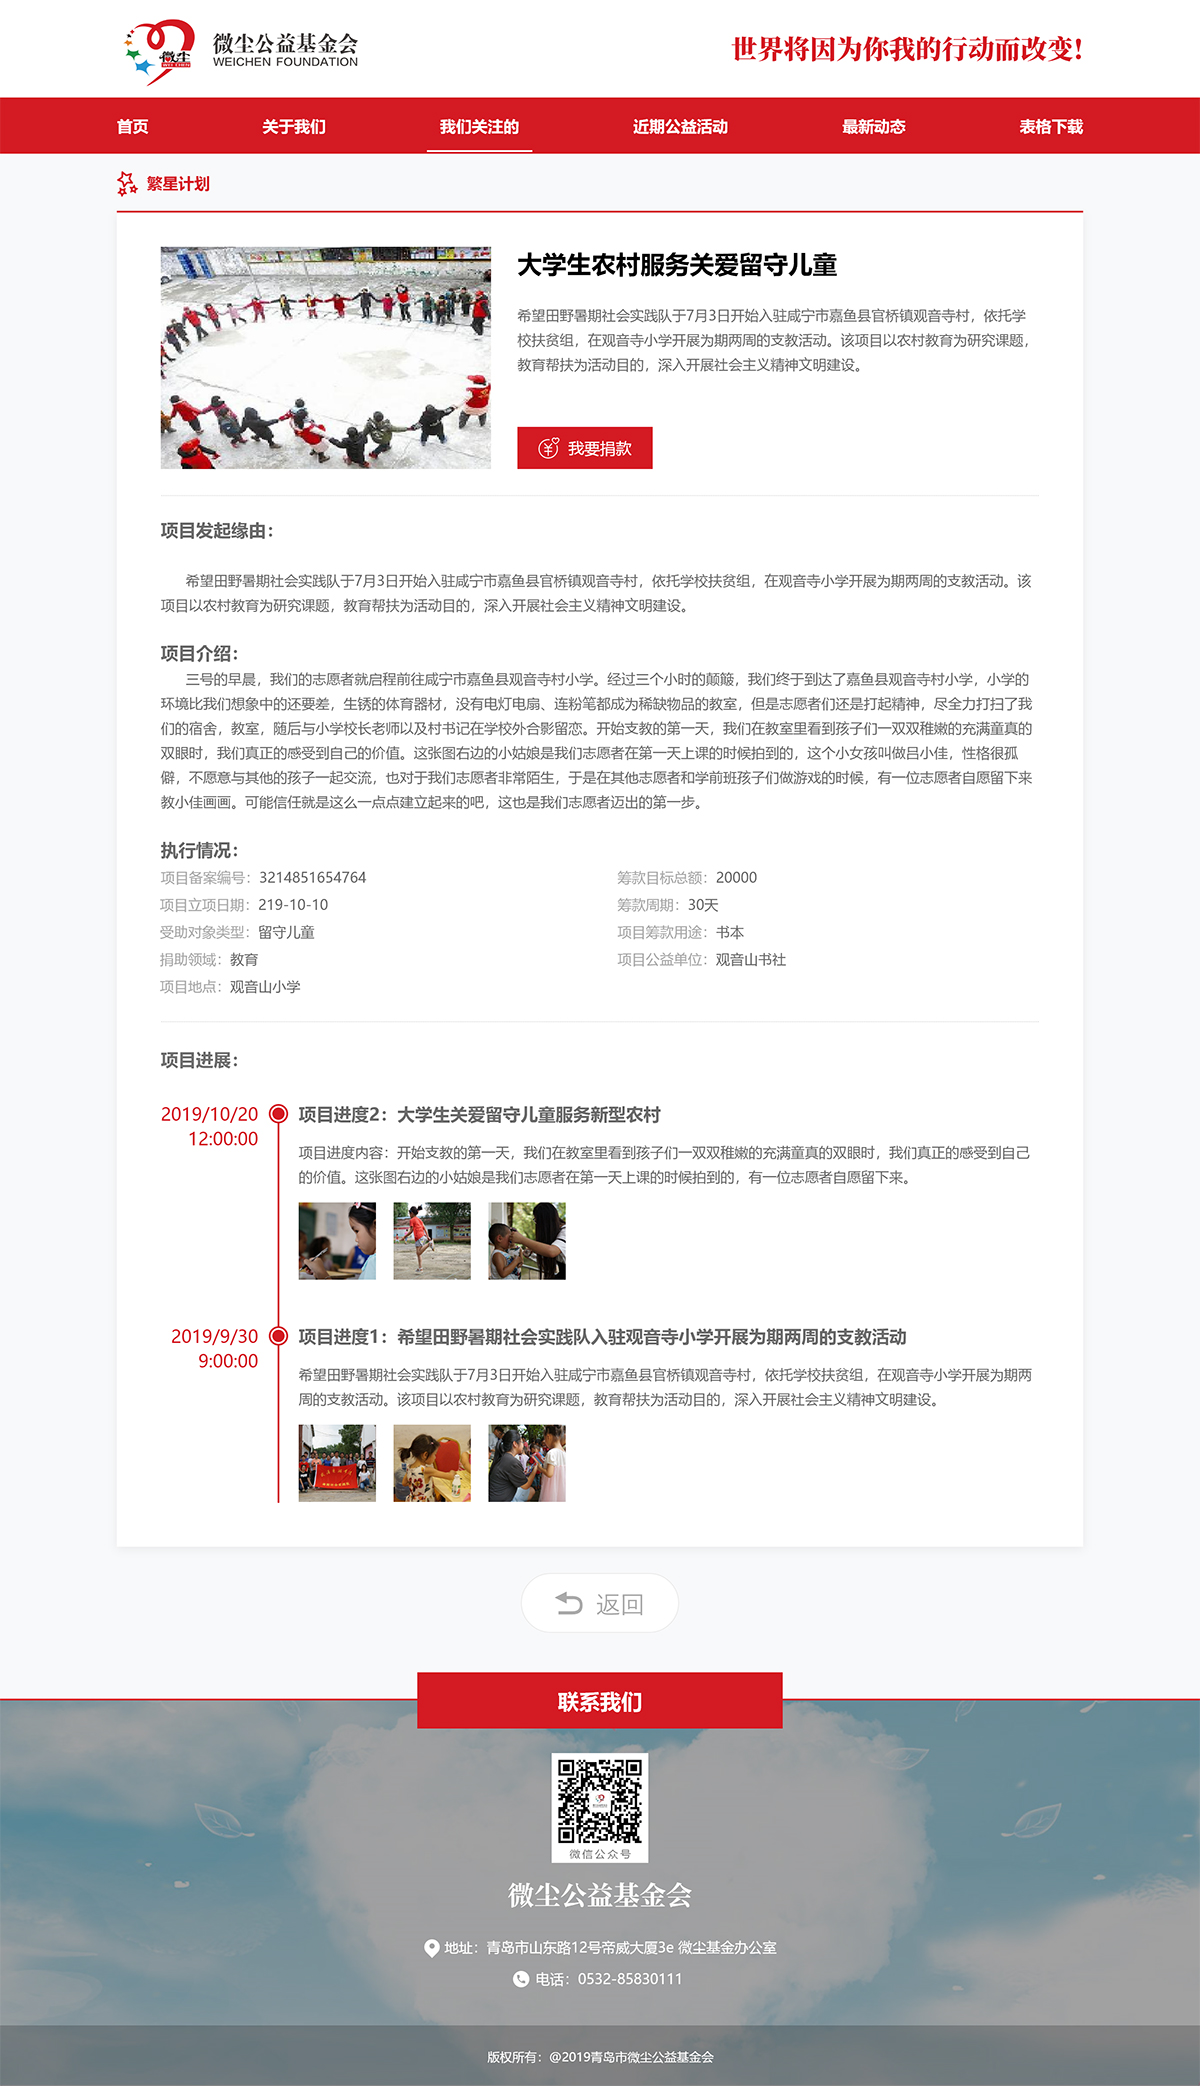 微尘
WEI CHEN
微尘公益基金会
WEICHEN FOUNDATION
世界将因为你我的行动而改变!
首页
关于我们
我们关注的
近期公益活动
最新动态
表格下载
繁星计划
大学生农村服务关爱留守儿童
希望田野暑期社会实践队于7月3日开始入驻咸宁市嘉鱼县官桥镇观音寺村，依托学
校扶贫组，在观音寺小学开展为期两周的支教活动。该项目以农村教育为研究课题，
教育帮扶为活动目的，深入开展社会主义精神文明建设。
我要捐款
项目发起缘由：
希望田野暑期社会实践队于7月3日开始入驻咸宁市嘉鱼县官桥镇观音寺村，依托学校扶贫组，在观音寺小学开展为期两周的支教活动。该
项目以农村教育为研究课题，教育帮扶为活动目的，深入开展社会主义精神文明建设。
项目介绍：
三号的早晨，我们的志愿者就启程前往咸宁市嘉鱼县观音寺村小学。经过三个小时的颠簸，我们终于到达了嘉鱼县观音寺村小学，小学的
环境比我们想象中的还要差，生锈的体育器材，没有电灯电扇、连粉笔都成为稀缺物品的教室，但是志愿者们还是打起精神，尽全力打扫了我
们的宿舍，教室，随后与小学校长老师以及村书记在学校外合影留恋。开始支教的第一天，我们在教室里看到孩子们一双双稚嫩的充满童真的
双眼时，我们真正的感受到自己的价值。这张图右边的小姑娘是我们志愿者在第一天上课的时候拍到的，这个小女孩叫做吕小佳，性格很孤
僻，不愿意与其他的孩子一起交流，也对于我们志愿者非常陌生，于是在其他志愿者和学前班孩子们做游戏的时候，有一位志愿者自愿留下来
教小佳画画。可能信任就是这么一点点建立起来的吧，这也是我们志愿者迈出的第一步。
执行情况：
项目备案编号：3214851654764
筹款目标总额：20000
项目立项日期：219-10-10
筹款周期：30天
受助对象类型：留守儿童
项目筹款用途：书本
捐助领域：教育
项目公益单位：观音山书社
项目地点：观音山小学
项目进展：
2019/10/20
12:00:00
项目进度2：大学生关爱留守儿童服务新型农村
项目进度内容：开始支教的第一天，我们在教室里看到孩子们一双双稚嫩的充满童真的双眼时，我们真正的感受到自己
的价值。这张图右边的小姑娘是我们志愿者在第一天上课的时候拍到的，有一位志愿者自愿留下来。
2019/9/30
9:00:00
项目进度1：希望田野暑期社会实践队入驻观音寺小学开展为期两周的支教活动
希望田野暑期社会实践队于7月3日开始入驻咸宁市嘉鱼县官桥镇观音寺村，依托学校扶贫组，在观音寺小学开展为期两
周的支教活动。该项目以农村教育为研究课题，教育帮扶为活动目的，深入开展社会主义精神文明建设。
返回
联系我们
微信公众号
微尘公益基金会
地址：青岛市山东路12号帝威大厦3e 微尘基金办公室
电话：0532-85830111
版权所有：@2019青岛市微尘公益基金会